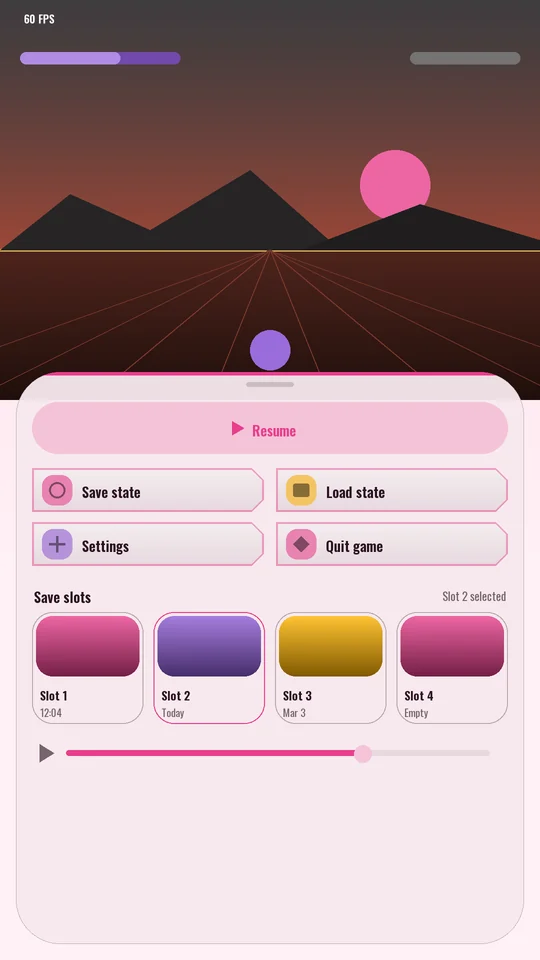 60 FPS
Resume
Save state
Load state
Settings
Quit game
Save slots
Slot 2 selected
Slot 1
12:04
Slot 2
Today
Slot 3
Mar 3
Slot 4
Empty